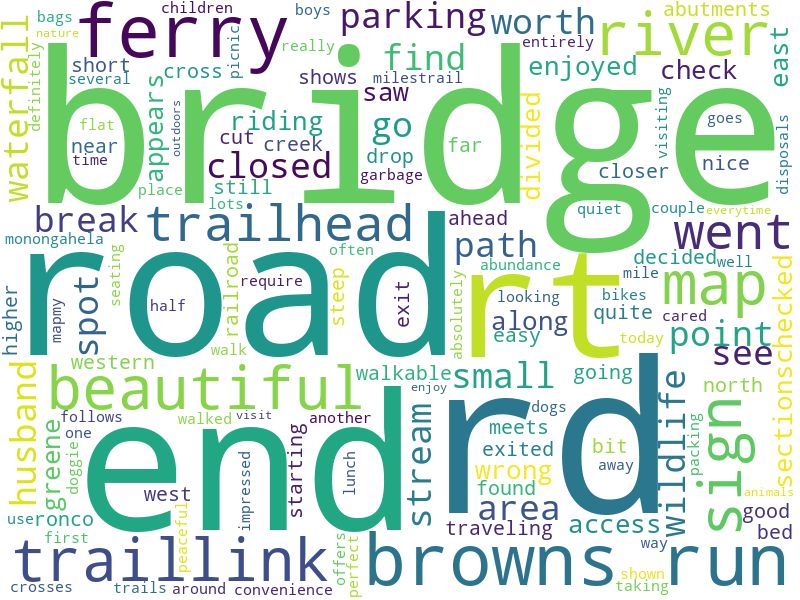 children
boys
bags
nature
ferry
parking
worth
river
abutments
entirely
waterfall
definitely
short
several
cross
picnic
really
shows
milestrail
find
enjoyed
check
east
bridge
saw
appears
flat
near
time
outdoors
riding
cut
creek
go
far
drop
divided
visiting
goes
closer
nice
disposals
closed
garbage
place
still
lots
quiet
couple
everytime
break
trailhead
ahead
path
went
monongahela
road
rt
map
seating
railroad
often
require
steep
exit
absolutely
abundance
looking
along
easy
decided
well
mile
bikes
quite
cared
higher
mapmy
spot
half
walk
today
point
see
western
beautiful
walkable
small
going
north
husband
greene
follows
one
doggie
walked
visit
another
enjoy
dogs
end
rd
sign
wildlife
sectionschecked
stream
meets
exited
wrong
bit
away
packing
found
area
starting
lunch
impressed
west
animals
use
ronco
first
peaceful
traveling
access
good
bed
way
traillink
browns
run
offers
perfect
shown
taking
crosses
trails
around
convenience